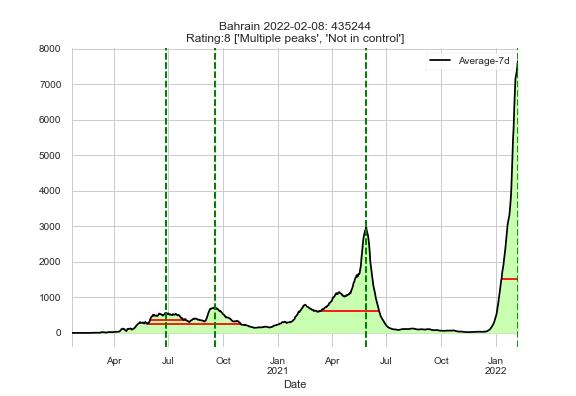 Bahrain 2022-02-08: 435244
Rating:8 ['Multiple peaks', 'Not in control']
Average-7d
8000
7000
6000
5000
4000
3000
2000
1000
0
Apr Jul Oct Jan Apr Jul Oct Jan
2021 2022
Date